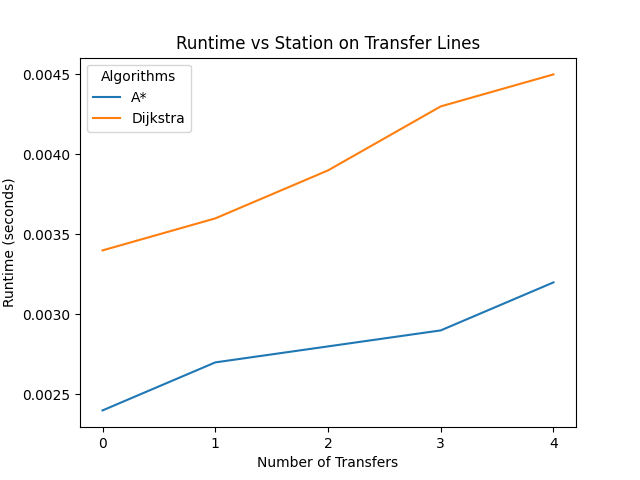 Runtime vs Station on Transfer Lines
Algorithms
A*
Dijkstra
Runtime (seconds)
0.0045
0.0040
0.0035
0.0030
0.0025
0 1 2 3 4
Number of Transfers